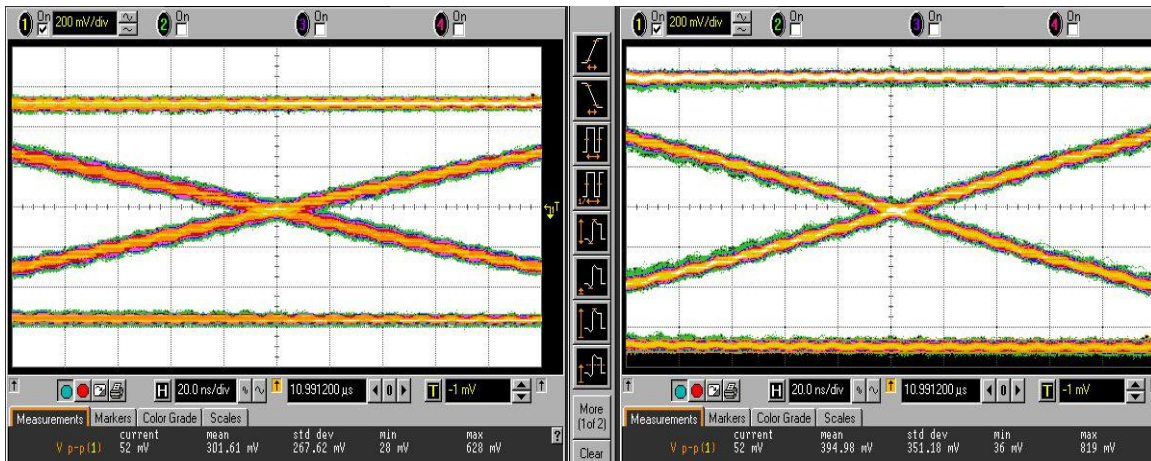 1 On 200 mV/div 2 On 3 On 4 On
T
H 20.0 ns/div 10.991200 µs 0 T -1 mV
Measurements Markers Color Grade Scales
current mean std dev min max
V p-p(1) 52 mV 301.61 mV 267.62 mV 28 mV 628 mV
?
More
(1 of 2)
Clear
1 On 200 mV/div 2 On 3 On 4 On
H 20.0 ns/div 10.991200 µs 0 T -1 mV
Measurements Markers Color Grade Scales
current mean std dev min max
V p-p(1) 52 mV 394.98 mV 351.18 mV 36 mV 819 mV